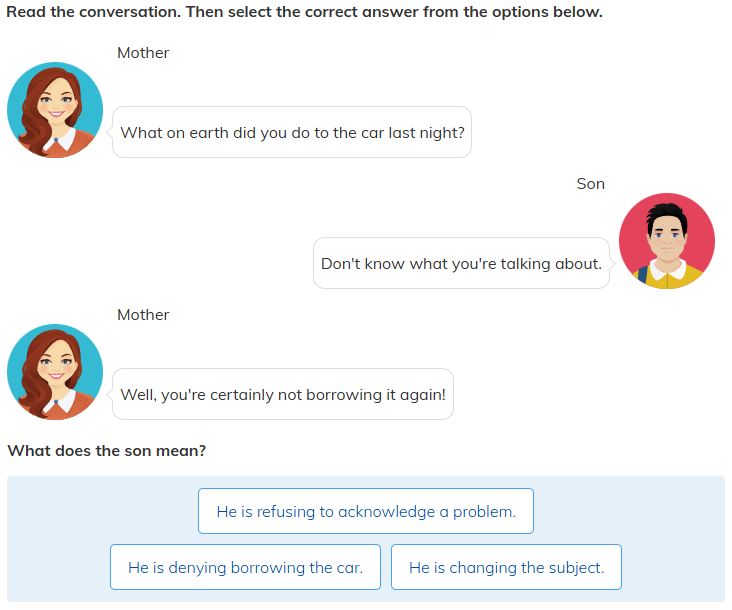 Read the conversation. Then select the correct answer from the options below.
Mother
What on earth did you do to the car last night?
Son
Don't know what you're talking about.
Mother
Well, you're certainly not borrowing it again!
What does the son mean?
He is refusing to acknowledge a problem.
He is denying borrowing the car.
He is changing the subject.